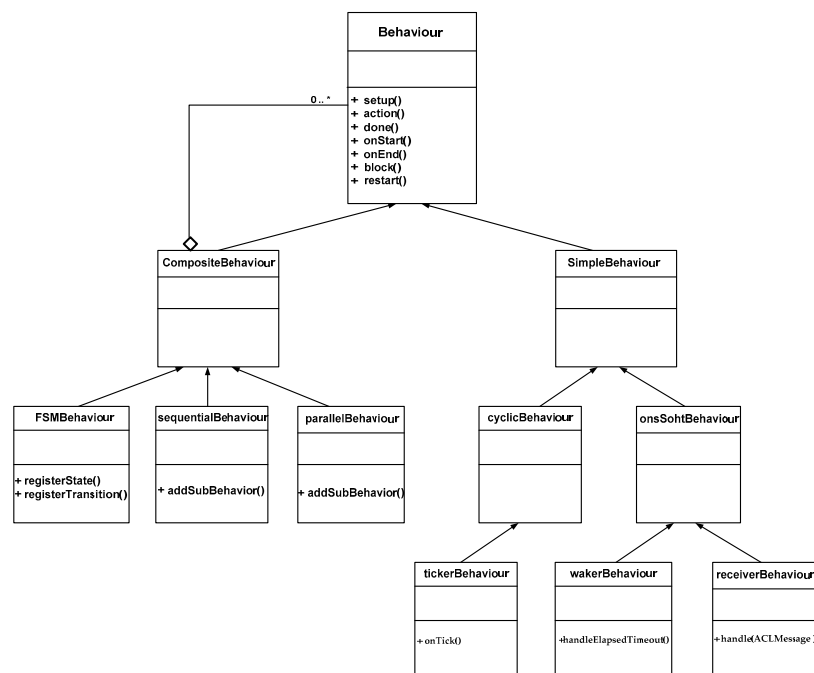 Behaviour
0 .. *
+ setup()
+ action()
+ done()
+ onStart()
+ onEnd()
+ block()
+ restart()
CompositeBehaviour
SimpleBehaviour
FSMBehaviour
sequentialBehaviour
parallelBehaviour
cyclicBehaviour
onsSohtBehaviour
+ registerState()
+ registerTransition()
+ addSubBehavior()
+ addSubBehavior()
tickerBehaviour
wakerBehaviour
receiverBehaviour
+ onTick()
+handleElapsedTimeout()
+handle(ACLMessage)